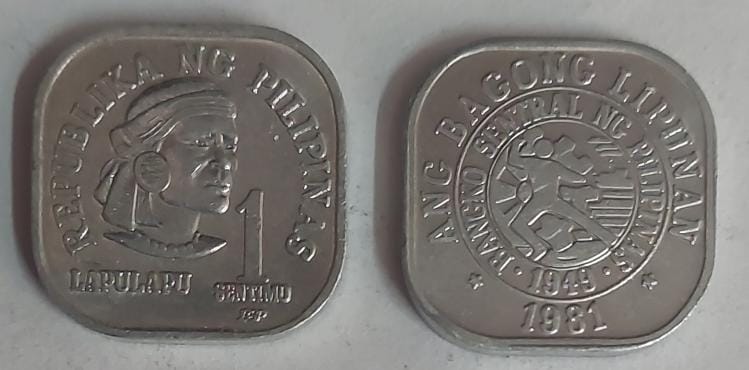 REPUBLIKA NG PILIPINAS
1
LAPULAPU
SENTIMO
ANG BAGONG LIPUNAN
BANGKO SENTRAL NG PILIPINAS
1949
1981